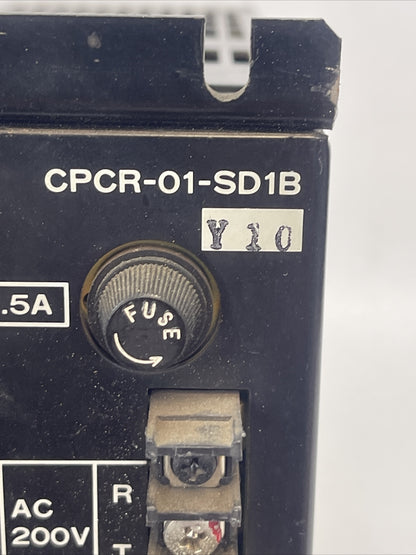 CPCR-01-SD1B
Y10
.5A
FUSE
R
AC
200V
T